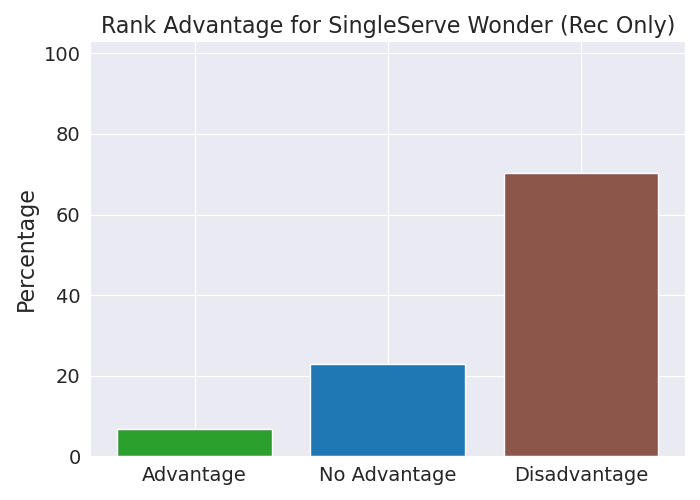 Rank Advantage for SingleServe Wonder (Rec Only)
100
80
60
40
20
0
Percentage
Advantage
No Advantage
Disadvantage